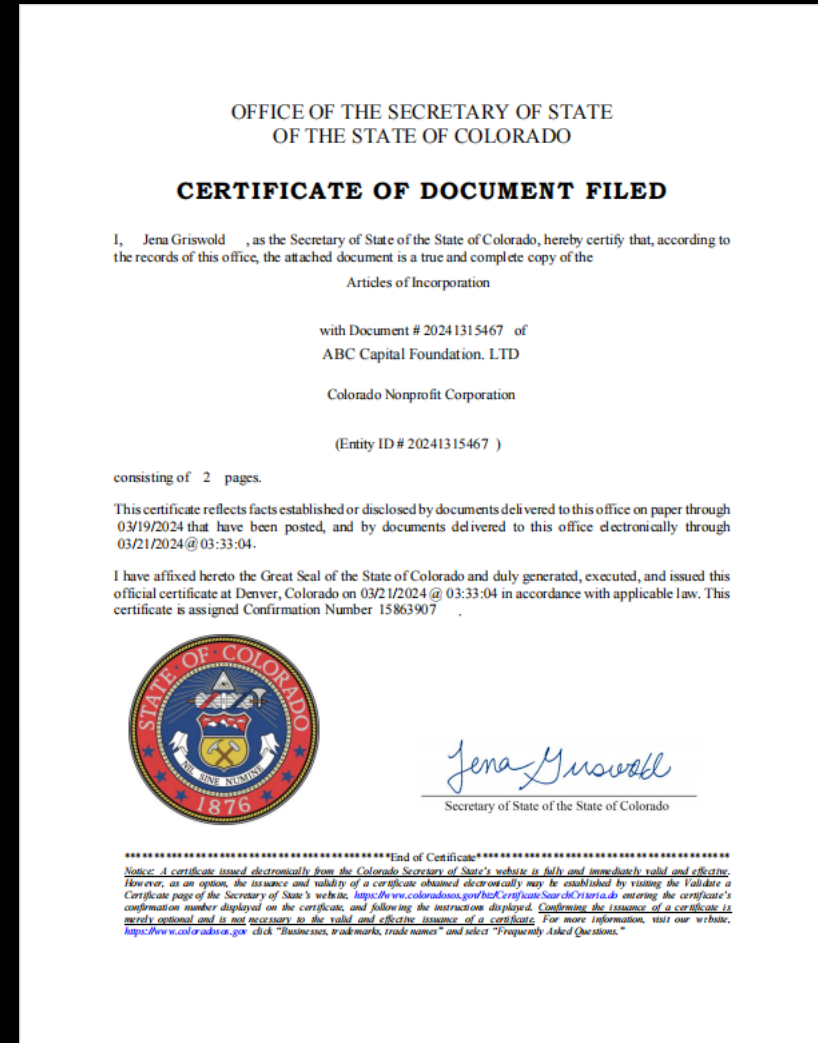 OFFICE OF THE SECRETARY OF STATE
OF THE STATE OF COLORADO
CERTIFICATE OF DOCUMENT FILED
I, Jena Griswold , as the Secretary of State of the State of Colorado, hereby certify that, according to
the records of this office, the attached document is a true and complete copy of the
Articles of Incorporation
with Document # 20241315467 of
ABC Capital Foundation. LTD
Colorado Nonprofit Corporation
(Entity ID # 20241315467 )
consisting of 2 pages.
This certificate reflects facts established or disclosed by documents delivered to this office on paper through
03/19/2024 that have been posted, and by documents delivered to this office electronically through
03/21/2024@ 03:33:04.
I have affixed hereto the Great Seal of the State of Colorado and duly generated, executed, and issued this
official certificate at Denver, Colorado on 03/21/2024 @ 03:33:04 in accordance with applicable law. This
certificate is assigned Confirmation Number 15863907 .
STATE OF COLORADO
NIL SINE NUMINE
1876
Jena Griswold
Secretary of State of the State of Colorado
*********************************************End of Certificate*********************************************
Notice: A certificate issued electronically from the Colorado Secretary of State's website is fully and immediately valid and effective.
However, as an option, the issuance and validity of a certificate obtained electronically may be established by visiting the Validate a
Certificate page of the Secretary of State's website, https://www.coloradosos.gov/biz/CertificateSearchCriteria.do entering the certificate's
confirmation number displayed on the certificate, and following the instructions displayed. Confirming the issuance of a certificate is
merely optional and is not necessary to the valid and effective issuance of a certificate. For more information, visit our website,
https://www.coloradosos.gov click "Businesses, trademarks, trade names" and select "Frequently Asked Questions."